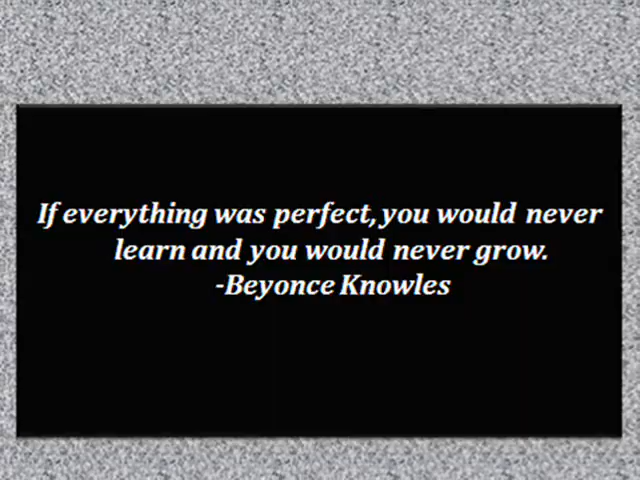 If everything was perfect, you would never
learn and you would never grow.
-Beyonce Knowles